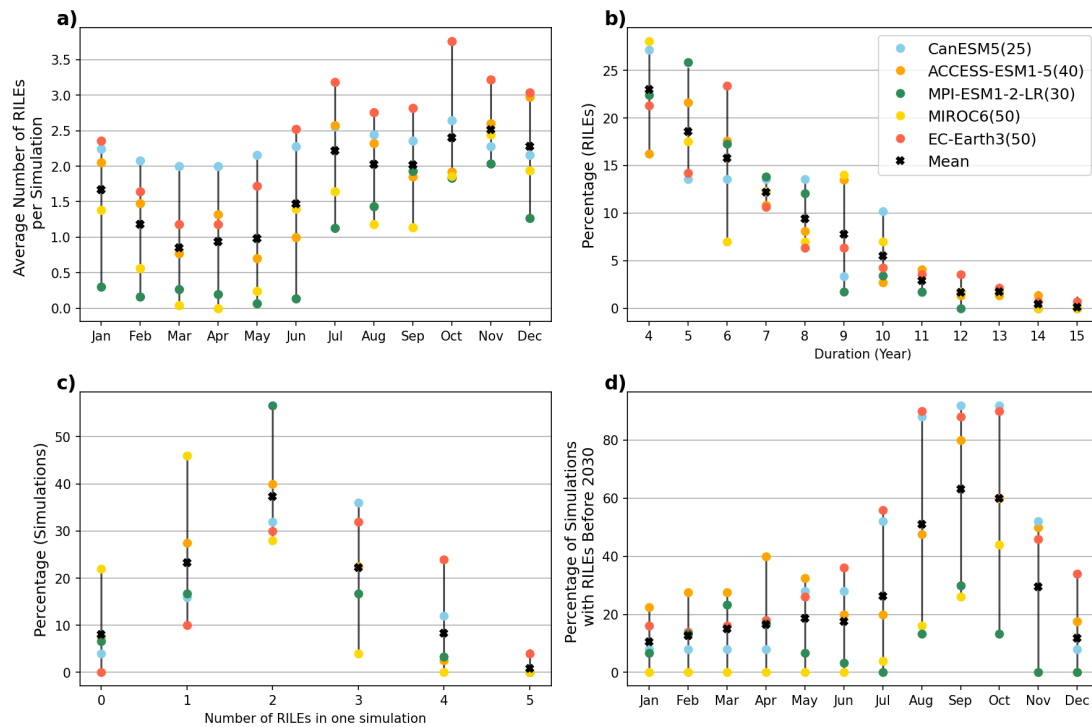 a)
Average Number of RILEs
per Simulation
3.5
3.0
2.5
2.0
1.5
1.0
0.5
0.0
Jan Feb Mar Apr May Jun Jul Aug Sep Oct Nov Dec
b)
Percentage (RILEs)
25
20
15
10
5
0
4 5 6 7 8 9 10 11 12 13 14 15
Duration (Year)
CanESM5(25)
ACCESS-ESM1-5(40)
MPI-ESM1-2-LR(30)
MIROC6(50)
EC-Earth3(50)
Mean
c)
Percentage (Simulations)
50
40
30
20
10
0
0 1 2 3 4 5
Number of RILEs in one simulation
d)
Percentage of Simulations
with RILEs Before 2030
80
60
40
20
0
Jan Feb Mar Apr May Jun Jul Aug Sep Oct Nov Dec